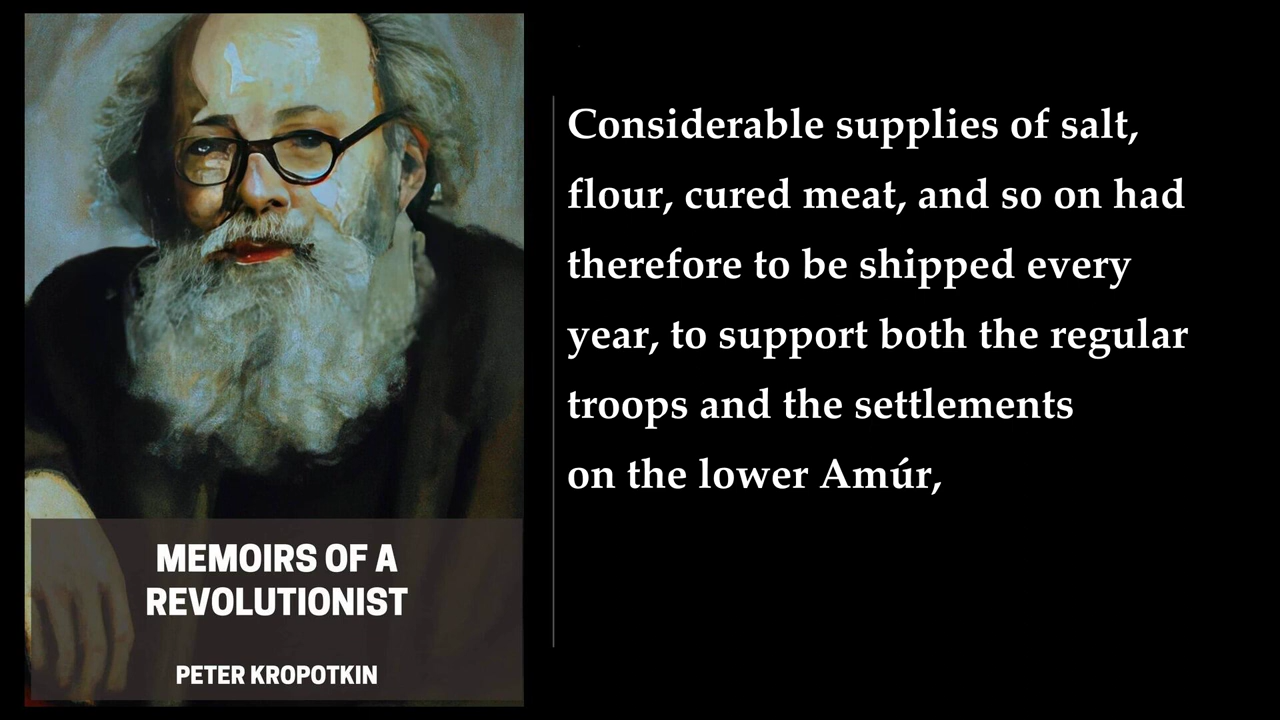 MEMOIRS OF A
REVOLUTIONIST
PETER KROPOTKIN
Considerable supplies of salt,
flour, cured meat, and so on had
therefore to be shipped every
year, to support both the regular
troops and the settlements
on the lower Amúr,